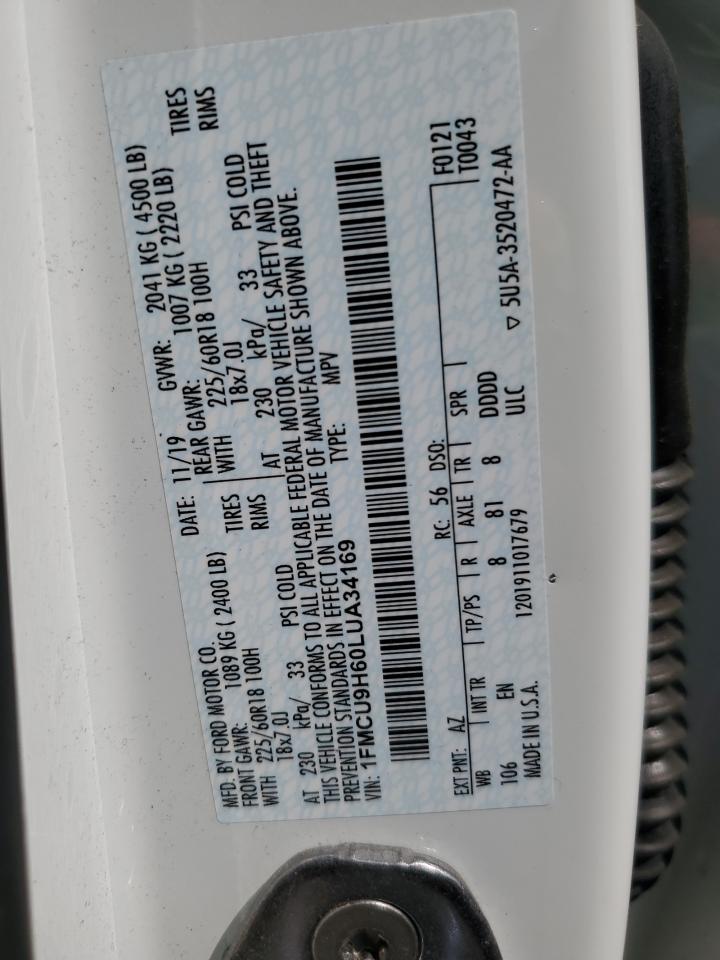 MFD. BY FORD MOTOR CO. DATE: 11/19 GVWR: 2041 KG ( 4500 LB)
FRONT GAWR: 1089 KG ( 2400 LB) REAR GAWR: 1007 KG ( 2220 LB)
WITH 225/60R18 100H TIRES WITH 225/60R18 100H TIRES
18x7.0J RIMS 18x7.0J RIMS
AT 230 kPa/ 33 PSI COLD AT 230 kPa/ 33 PSI COLD
THIS VEHICLE CONFORMS TO ALL APPLICABLE FEDERAL MOTOR VEHICLE SAFETY AND THEFT
PREVENTION STANDARDS IN EFFECT ON THE DATE OF MANUFACTURE SHOWN ABOVE.
VIN: 1FMCU9H60LUA34169 TYPE: MPV
F0121
EXT PNT: AZ RC: 56 DSO: T0043
WB INT TR TP/PS R AXLE TR SPR
106 EN 8 81 8 DDDD
MADE IN U.S.A. 1201911017679 ULC ▽ 5U5A-3520472-AA